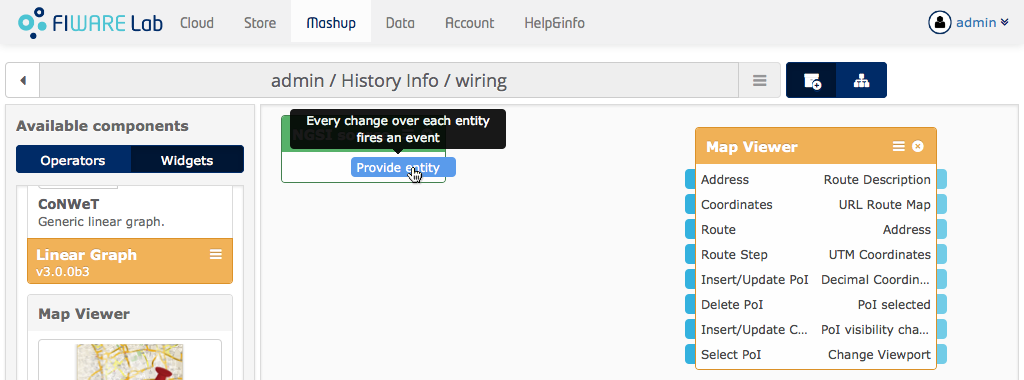 FIWARE Lab
Cloud
Store
Mashup
Data
Account
Help&info
admin
admin / History Info / wiring
Available components
Operators
Widgets
CoNWeT
Generic linear graph.
Linear Graph
v3.0.0b3
Map Viewer
Every change over each entity
fires an event
Provide entity
Map Viewer
Address
Route Description
Coordinates
URL Route Map
Route
Address
Route Step
UTM Coordinates
Insert/Update PoI
Decimal Coordin...
Delete PoI
PoI selected
Insert/Update C...
PoI visibility cha...
Select PoI
Change Viewport